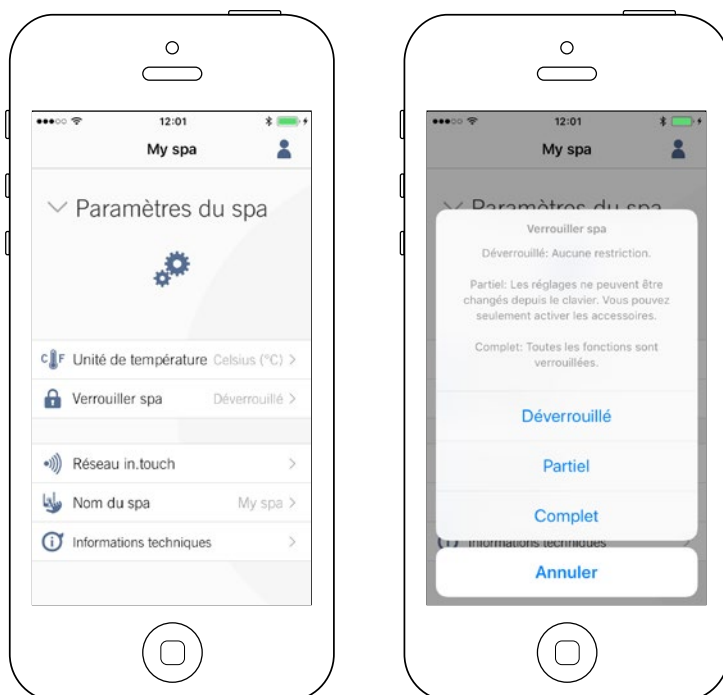 12:01
My spa
Paramètres du spa
C F Unité de température Celsius (°C) >
Verrouiller spa Déverrouillé >
Réseau in.touch >
Nom du spa My spa >
Informations techniques >
12:01
My spa
Paramètres du spa
Verrouiller spa
Déverrouillé: Aucune restriction.
Partiel: Les réglages ne peuvent être
changés depuis le clavier. Vous pouvez
seulement activer les accessoires.
Complet: Toutes les fonctions sont
verrouillées.
Déverrouillé
Partiel
Complet
Informations techniques
Annuler